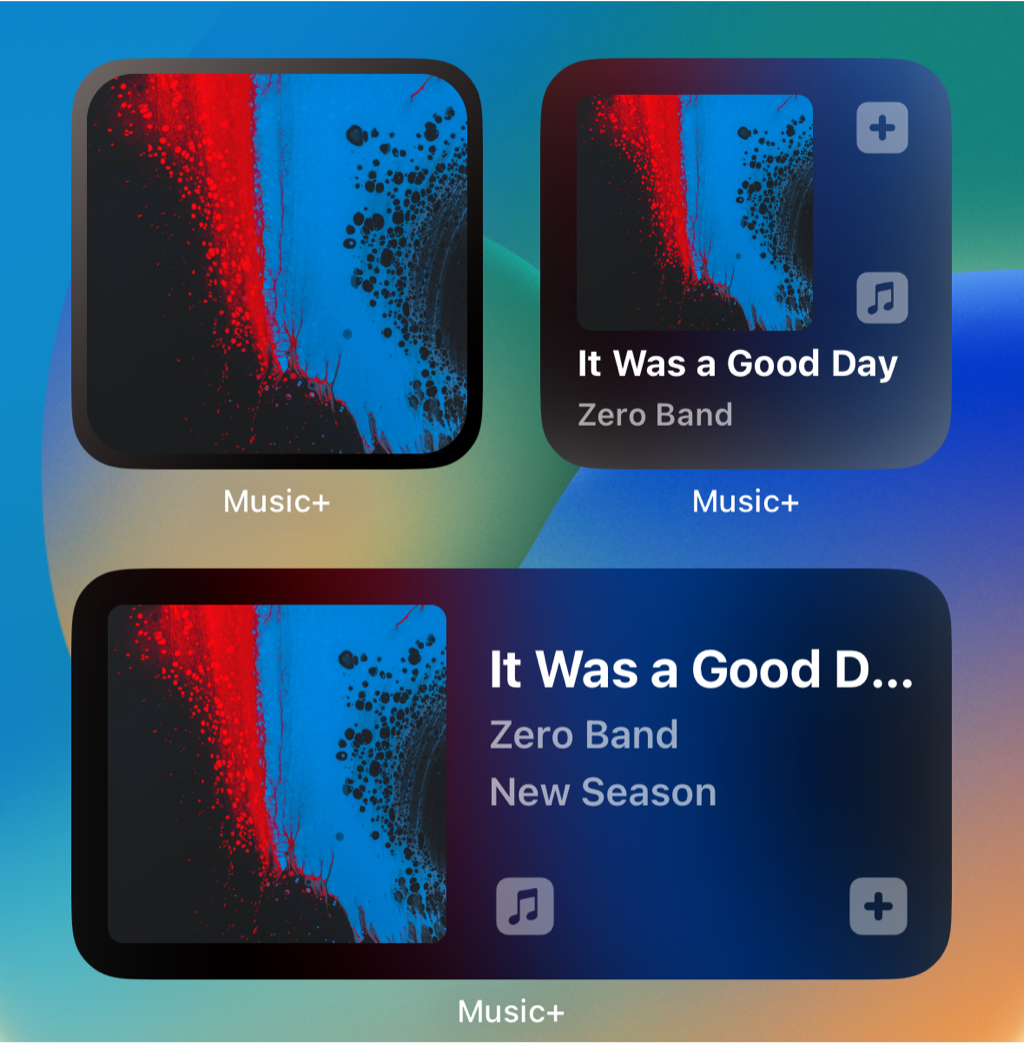 It Was a Good Day
Zero Band
Music+
Music+
It Was a Good D...
Zero Band
New Season
Music+